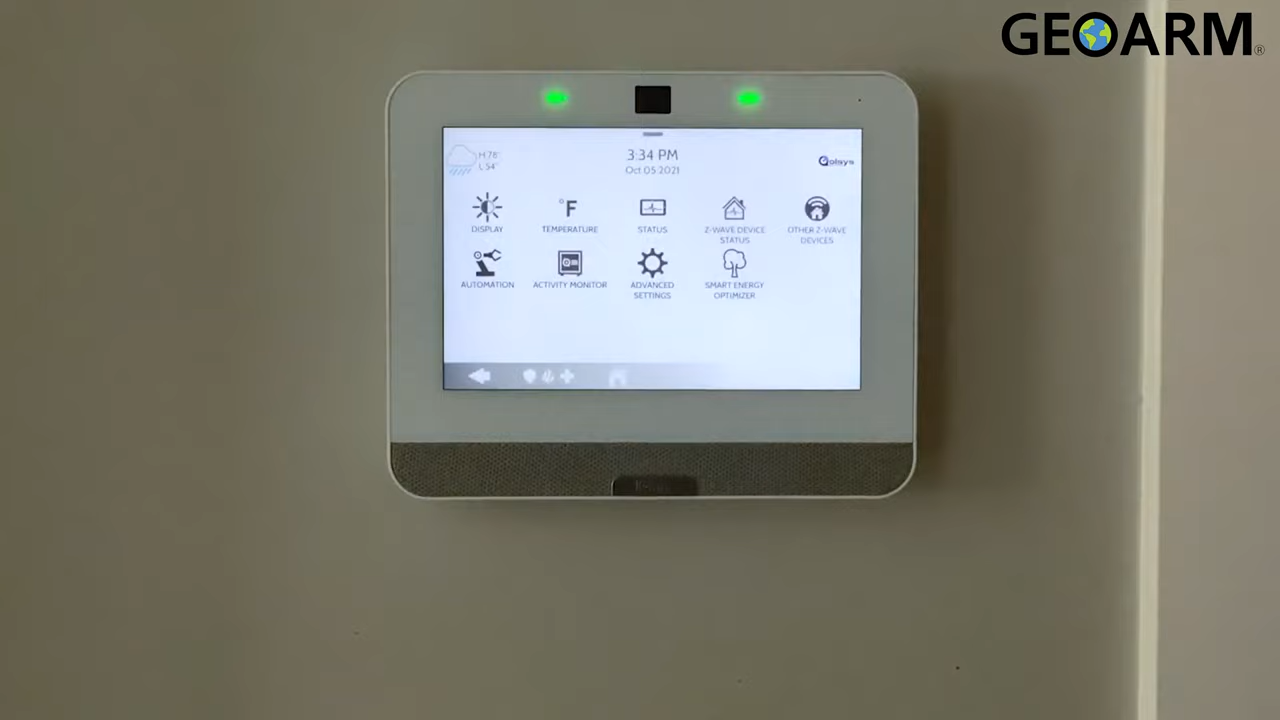 GEOARM®
H 78°
L 54°
3:34 PM
Oct 05 2021
Qolsys
DISPLAY
°F
TEMPERATURE
STATUS
Z-WAVE DEVICE
STATUS
OTHER Z-WAVE
DEVICES
AUTOMATION
ACTIVITY MONITOR
ADVANCED
SETTINGS
SMART ENERGY
OPTIMIZER